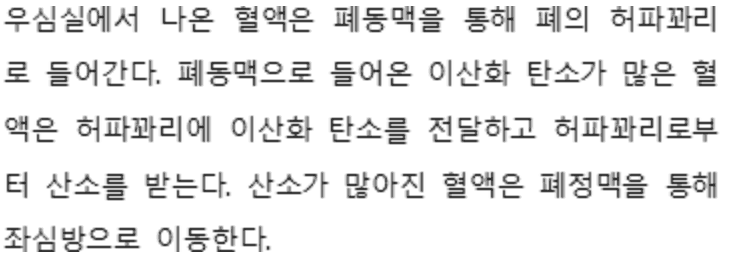 우심실에서 나온 혈액은 폐동맥을 통해 폐의 허파꽈리
로 들어간다. 폐동맥으로 들어온 이산화 탄소가 많은 혈
액은 허파꽈리에 이산화 탄소를 전달하고 허파꽈리로부
터 산소를 받는다. 산소가 많아진 혈액은 폐정맥을 통해
좌심방으로 이동한다.